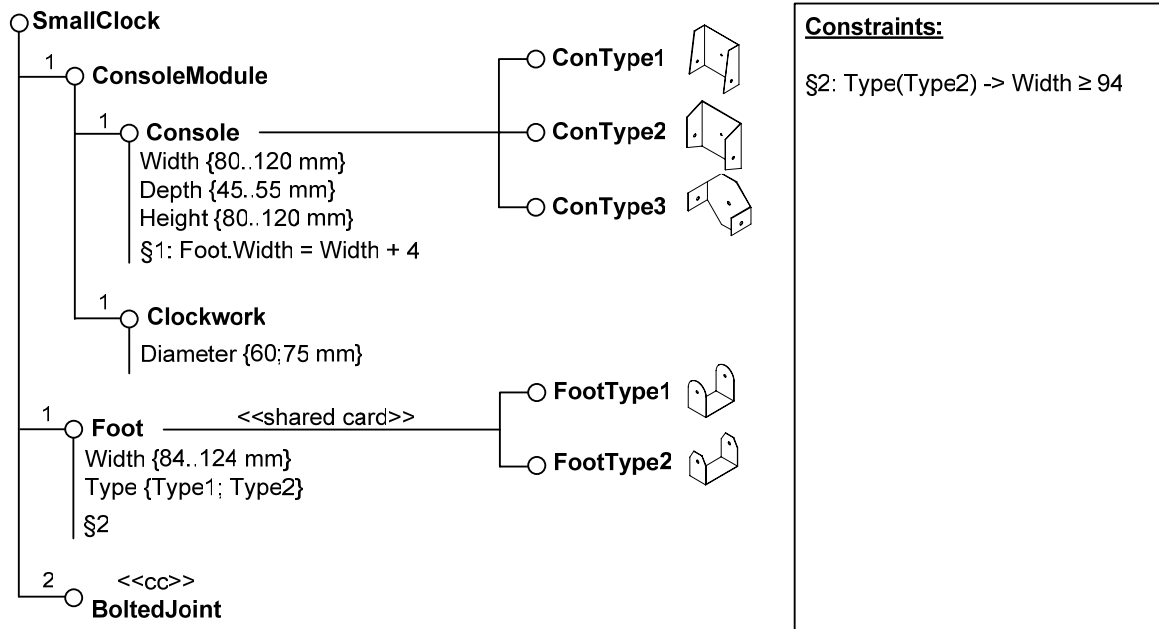 SmallClock
1
ConsoleModule
1
Console
Width {80..120 mm}
Depth {45..55 mm}
Height {80..120 mm}
§1: Foot.Width = Width + 4
ConType1
ConType2
ConType3
1
Clockwork
Diameter {60;75 mm}
1
Foot
<<shared card>>
Width {84..124 mm}
Type {Type1; Type2}
§2
FootType1
FootType2
2
<<cc>>
BoltedJoint
Constraints:
§2: Type(Type2) -> Width ≥ 94